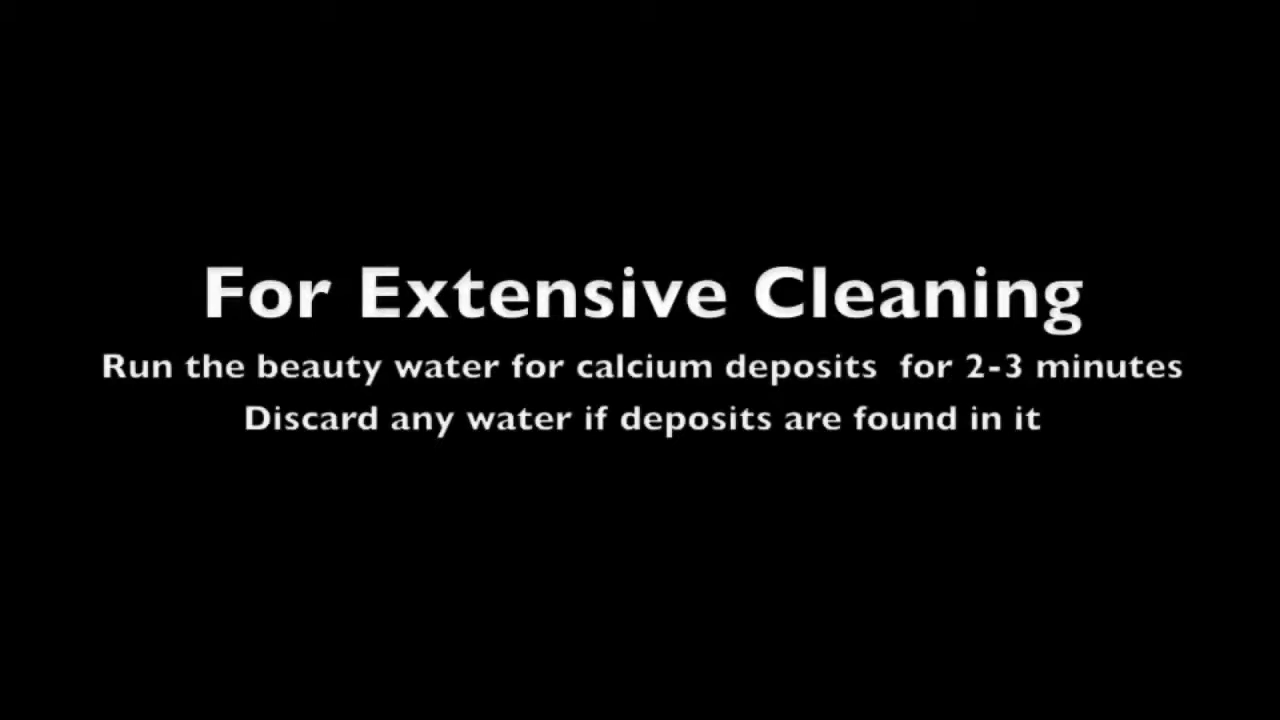 For Extensive Cleaning
Run the beauty water for calcium deposits  for 2-3 minutes
Discard any water if deposits are found in it